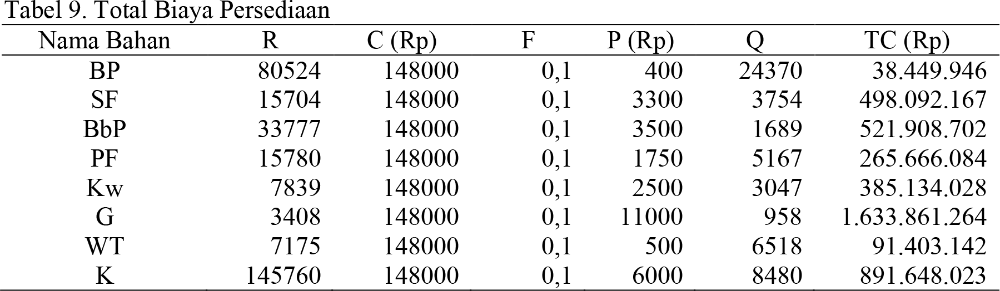 Tabel 9. Total Biaya Persediaan
Nama Bahan R C (Rp) F P (Rp) Q TC (Rp)
BP 80524 148000 0,1 400 24370 38.449.946
SF 15704 148000 0,1 3300 3754 498.092.167
BbP 33777 148000 0,1 3500 1689 521.908.702
PF 15780 148000 0,1 1750 5167 265.666.084
Kw 7839 148000 0,1 2500 3047 385.134.028
G 3408 148000 0,1 11000 958 1.633.861.264
WT 7175 148000 0,1 500 6518 91.403.142
K 145760 148000 0,1 6000 8480 891.648.023